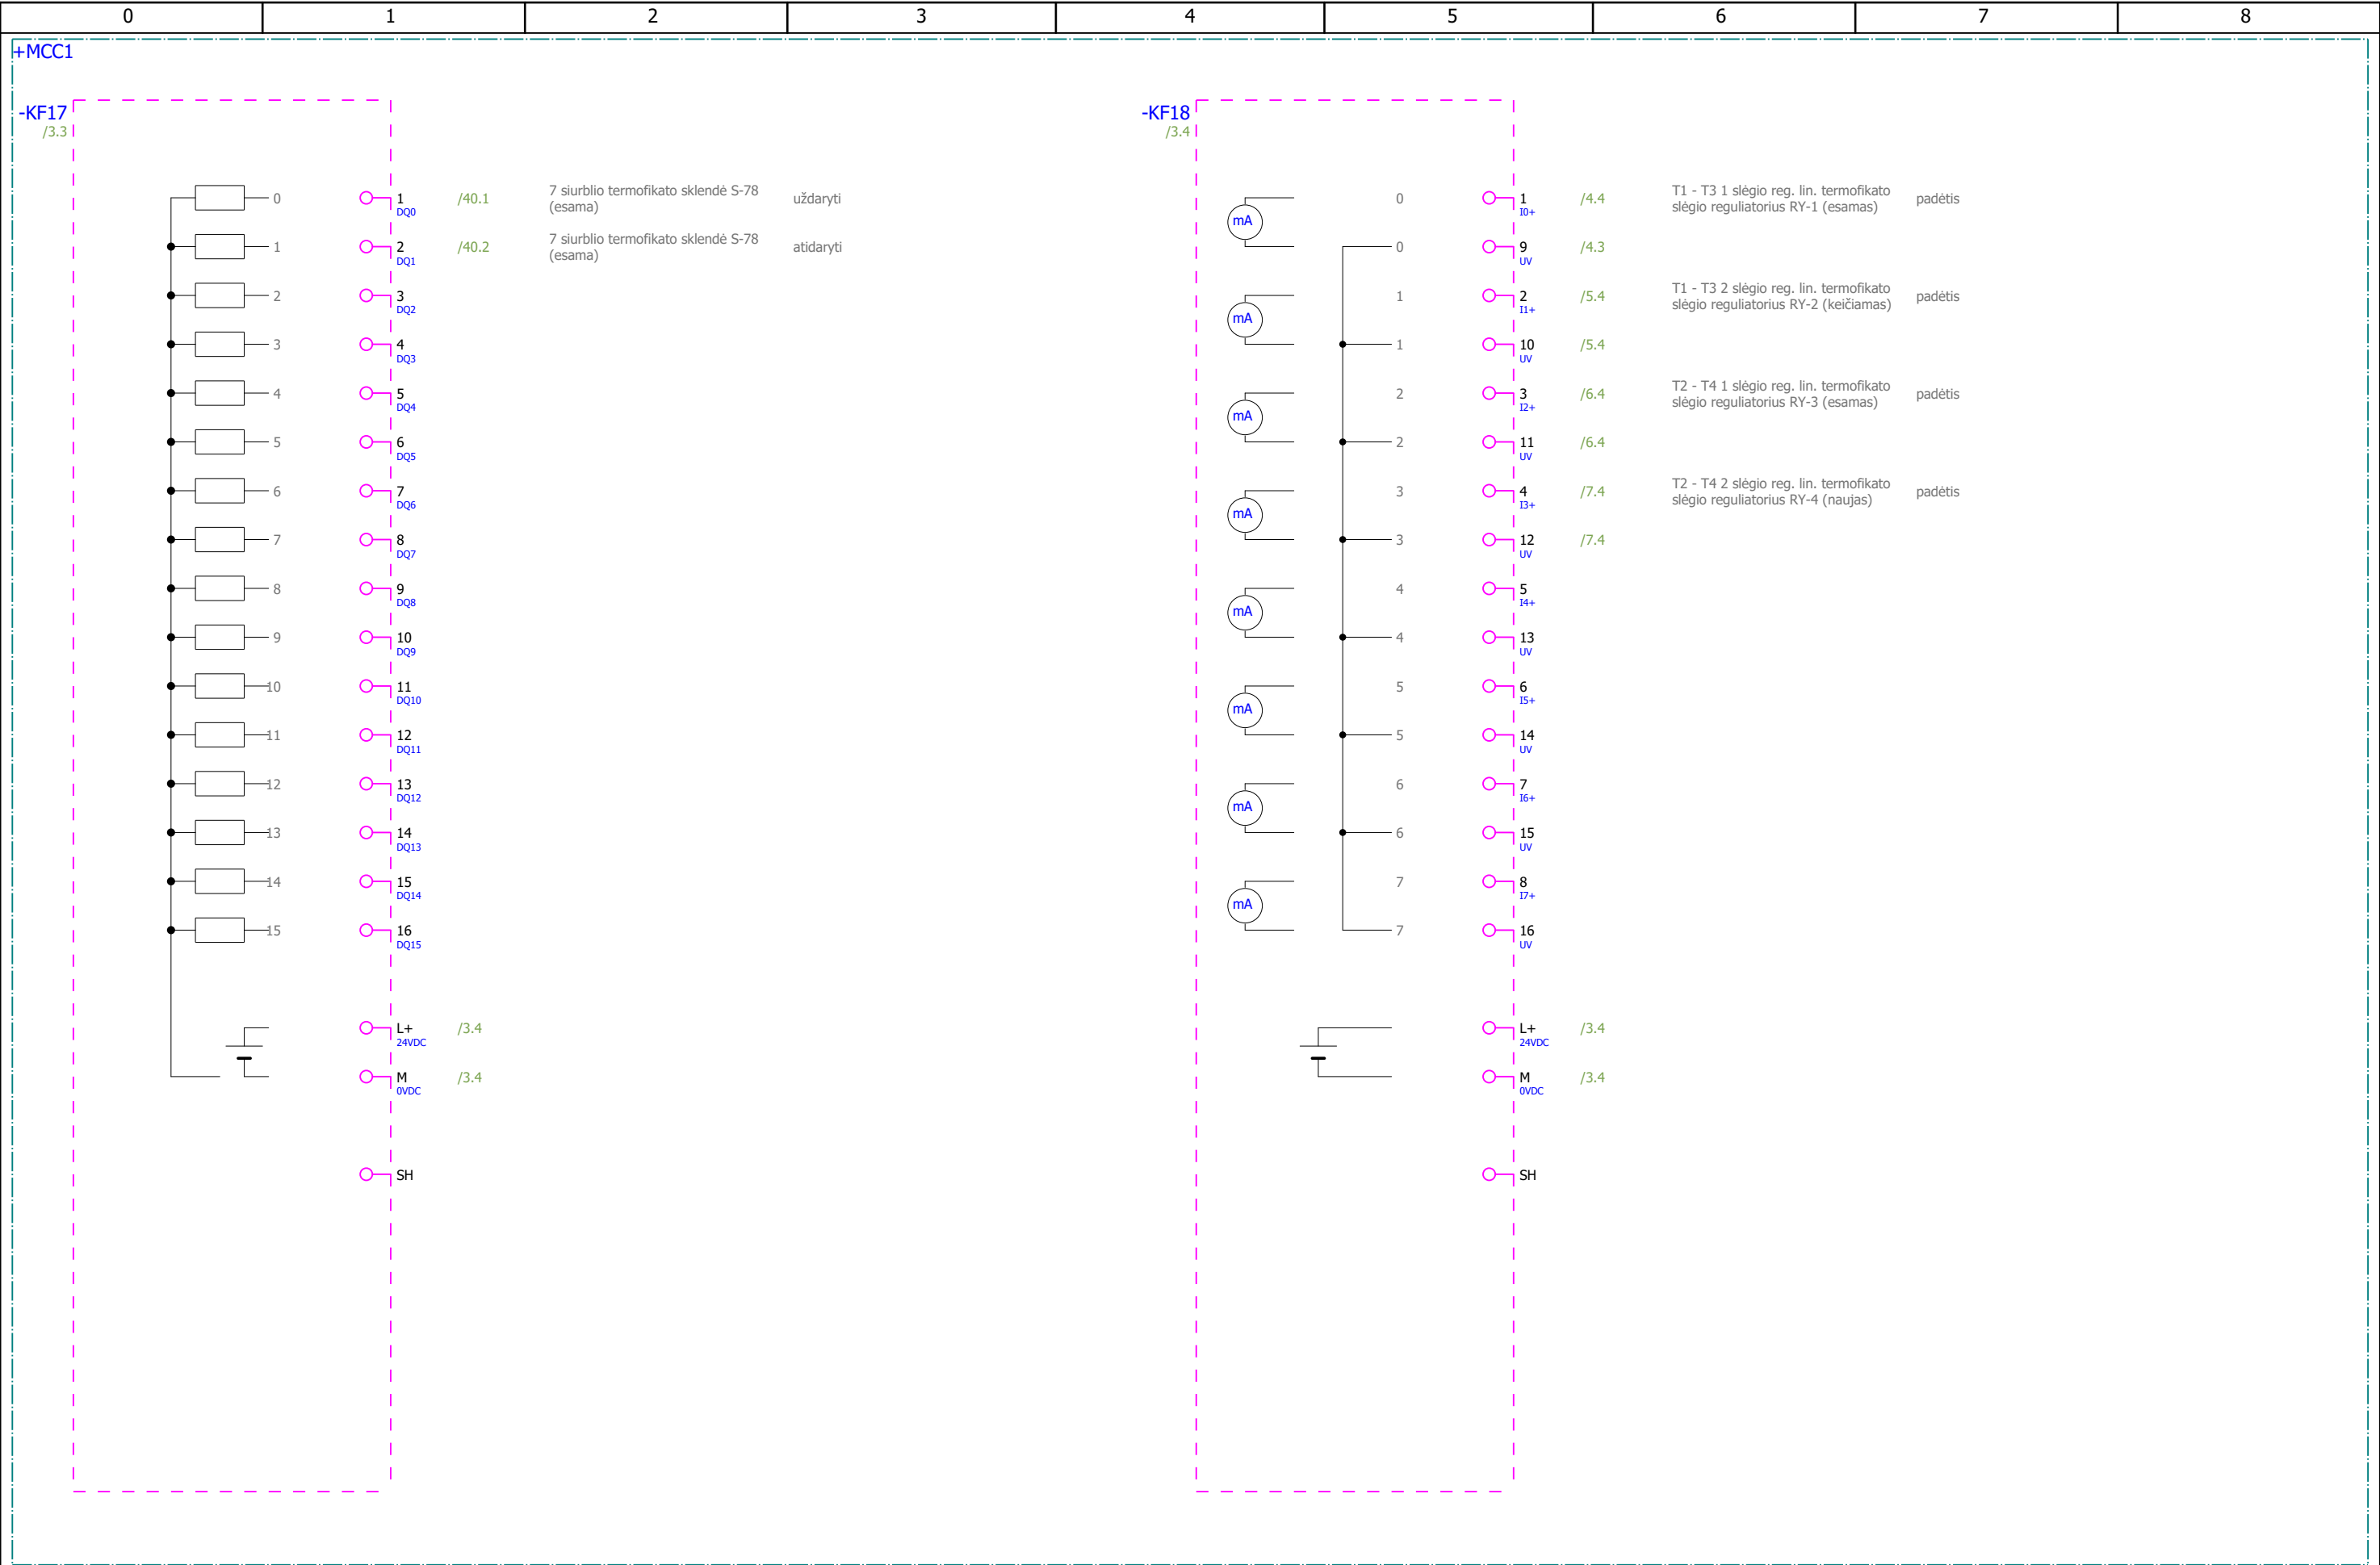 0 1 2 3 4 5 6 7 8
+MCC1
-KF17
/3.3
0 1 /40.1 7 siurblio termofikato sklendė S-78 uždaryti
DQ0 (esama)
1 2 /40.2 7 siurblio termofikato sklendė S-78 atidaryti
DQ1 (esama)
2 3
DQ2
3 4
DQ3
4 5
DQ4
5 6
DQ5
6 7
DQ6
7 8
DQ7
8 9
DQ8
9 10
DQ9
10 11
DQ10
11 12
DQ11
12 13
DQ12
13 14
DQ13
14 15
DQ14
15 16
DQ15
L+ /3.4
24VDC
M /3.4
0VDC
SH
-KF18
/3.4
mA 0 1 /4.4 T1 - T3 1 slėgio reg. lin. termofikato padėtis
I0+ slėgio reguliatorius RY-1 (esamas)
0 9 /4.3
UV
mA 1 2 /5.4 T1 - T3 2 slėgio reg. lin. termofikato padėtis
I1+ slėgio reguliatorius RY-2 (keičiamas)
1 10 /5.4
UV
mA 2 3 /6.4 T2 - T4 1 slėgio reg. lin. termofikato padėtis
I2+ slėgio reguliatorius RY-3 (esamas)
2 11 /6.4
UV
mA 3 4 /7.4 T2 - T4 2 slėgio reg. lin. termofikato padėtis
I3+ slėgio reguliatorius RY-4 (naujas)
3 12 /7.4
UV
mA 4 5
I4+
4 13
UV
mA 5 6
I5+
5 14
UV
mA 6 7
I6+
6 15
UV
mA 7 8
I7+
7 16
UV
L+ /3.4
24VDC
M /3.4
0VDC
SH